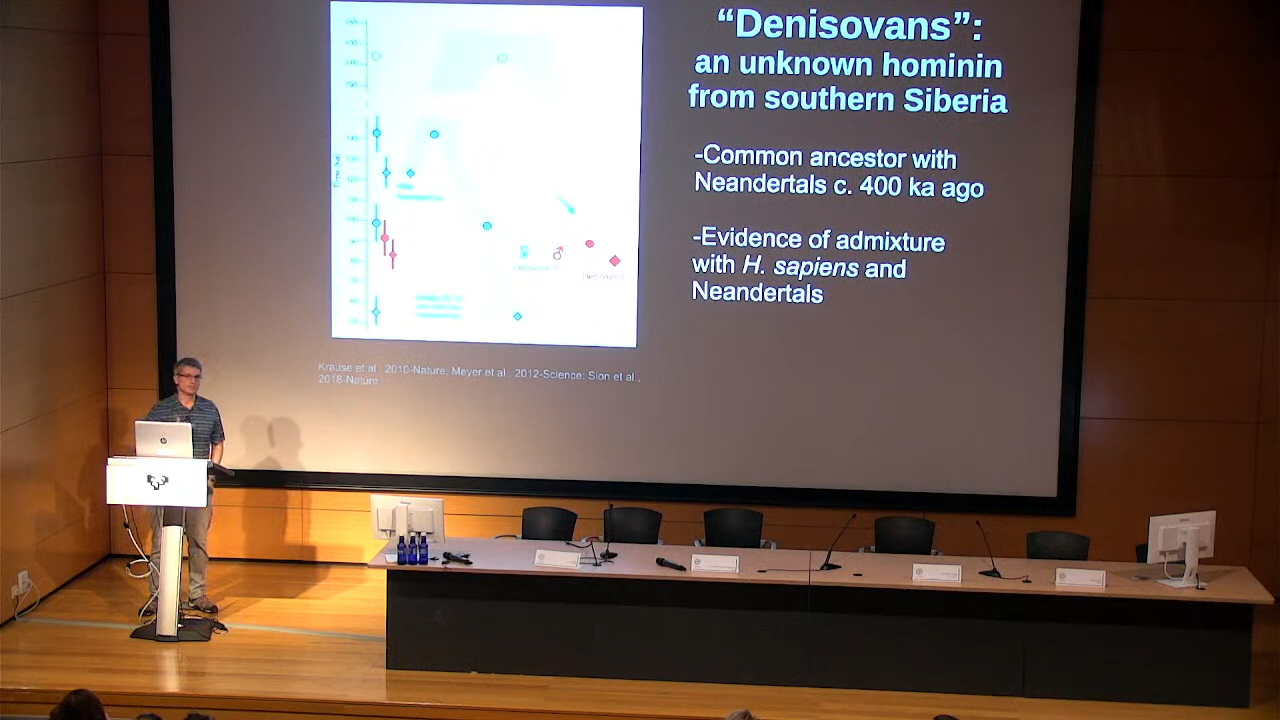 “Denisovans”:
an unknown hominin
from southern Siberia
-Common ancestor with
Neandertals c. 400 ka ago
-Evidence of admixture
with H. sapiens and
Neandertals
Krause et al., 2010-Nature; Meyer et al., 2012-Science; Slon et al.,
2018-Nature